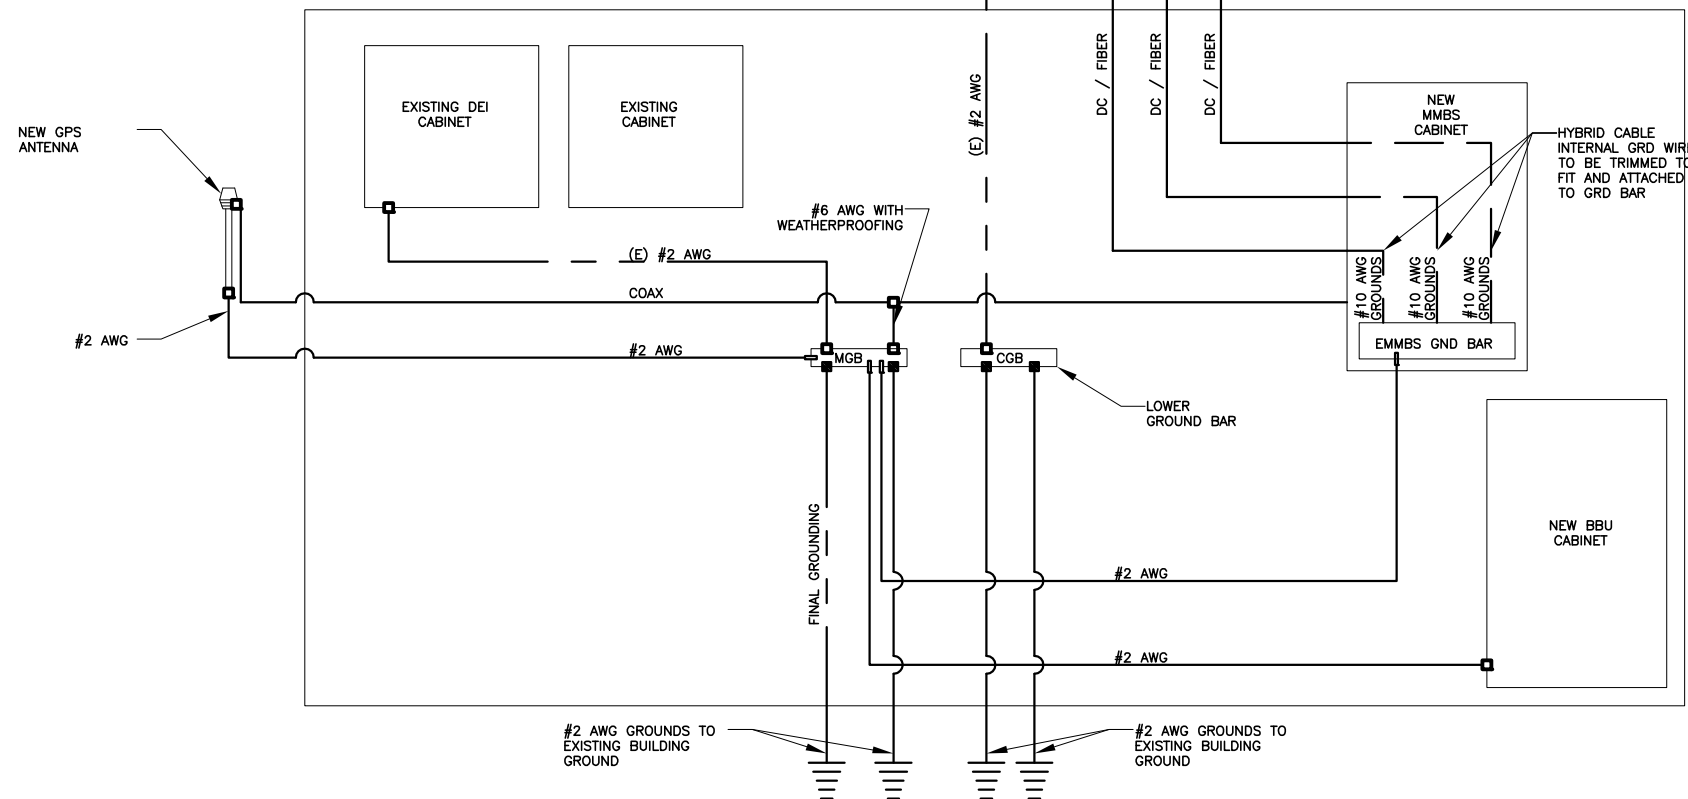 (E) #2 AWG
DC / FIBER
DC / FIBER
DC / FIBER
EXISTING DEI
CABINET
EXISTING
CABINET
NEW
MMBS
CABINET
NEW GPS
ANTENNA
HYBRID CABLE
INTERNAL GRD WIRE
TO BE TRIMMED TO
FIT AND ATTACHED
TO GRD BAR
#6 AWG WITH
WEATHERPROOFING
(E) #2 AWG
COAX
#10 AWG
GROUNDS
#10 AWG
GROUNDS
#10 AWG
GROUNDS
#2 AWG
#2 AWG
MGB
CGB
EMMBS GND BAR
LOWER
GROUND BAR
FINAL GROUNDING
NEW BBU
CABINET
#2 AWG
#2 AWG
#2 AWG GROUNDS TO
EXISTING BUILDING
GROUND
#2 AWG GROUNDS TO
EXISTING BUILDING
GROUND